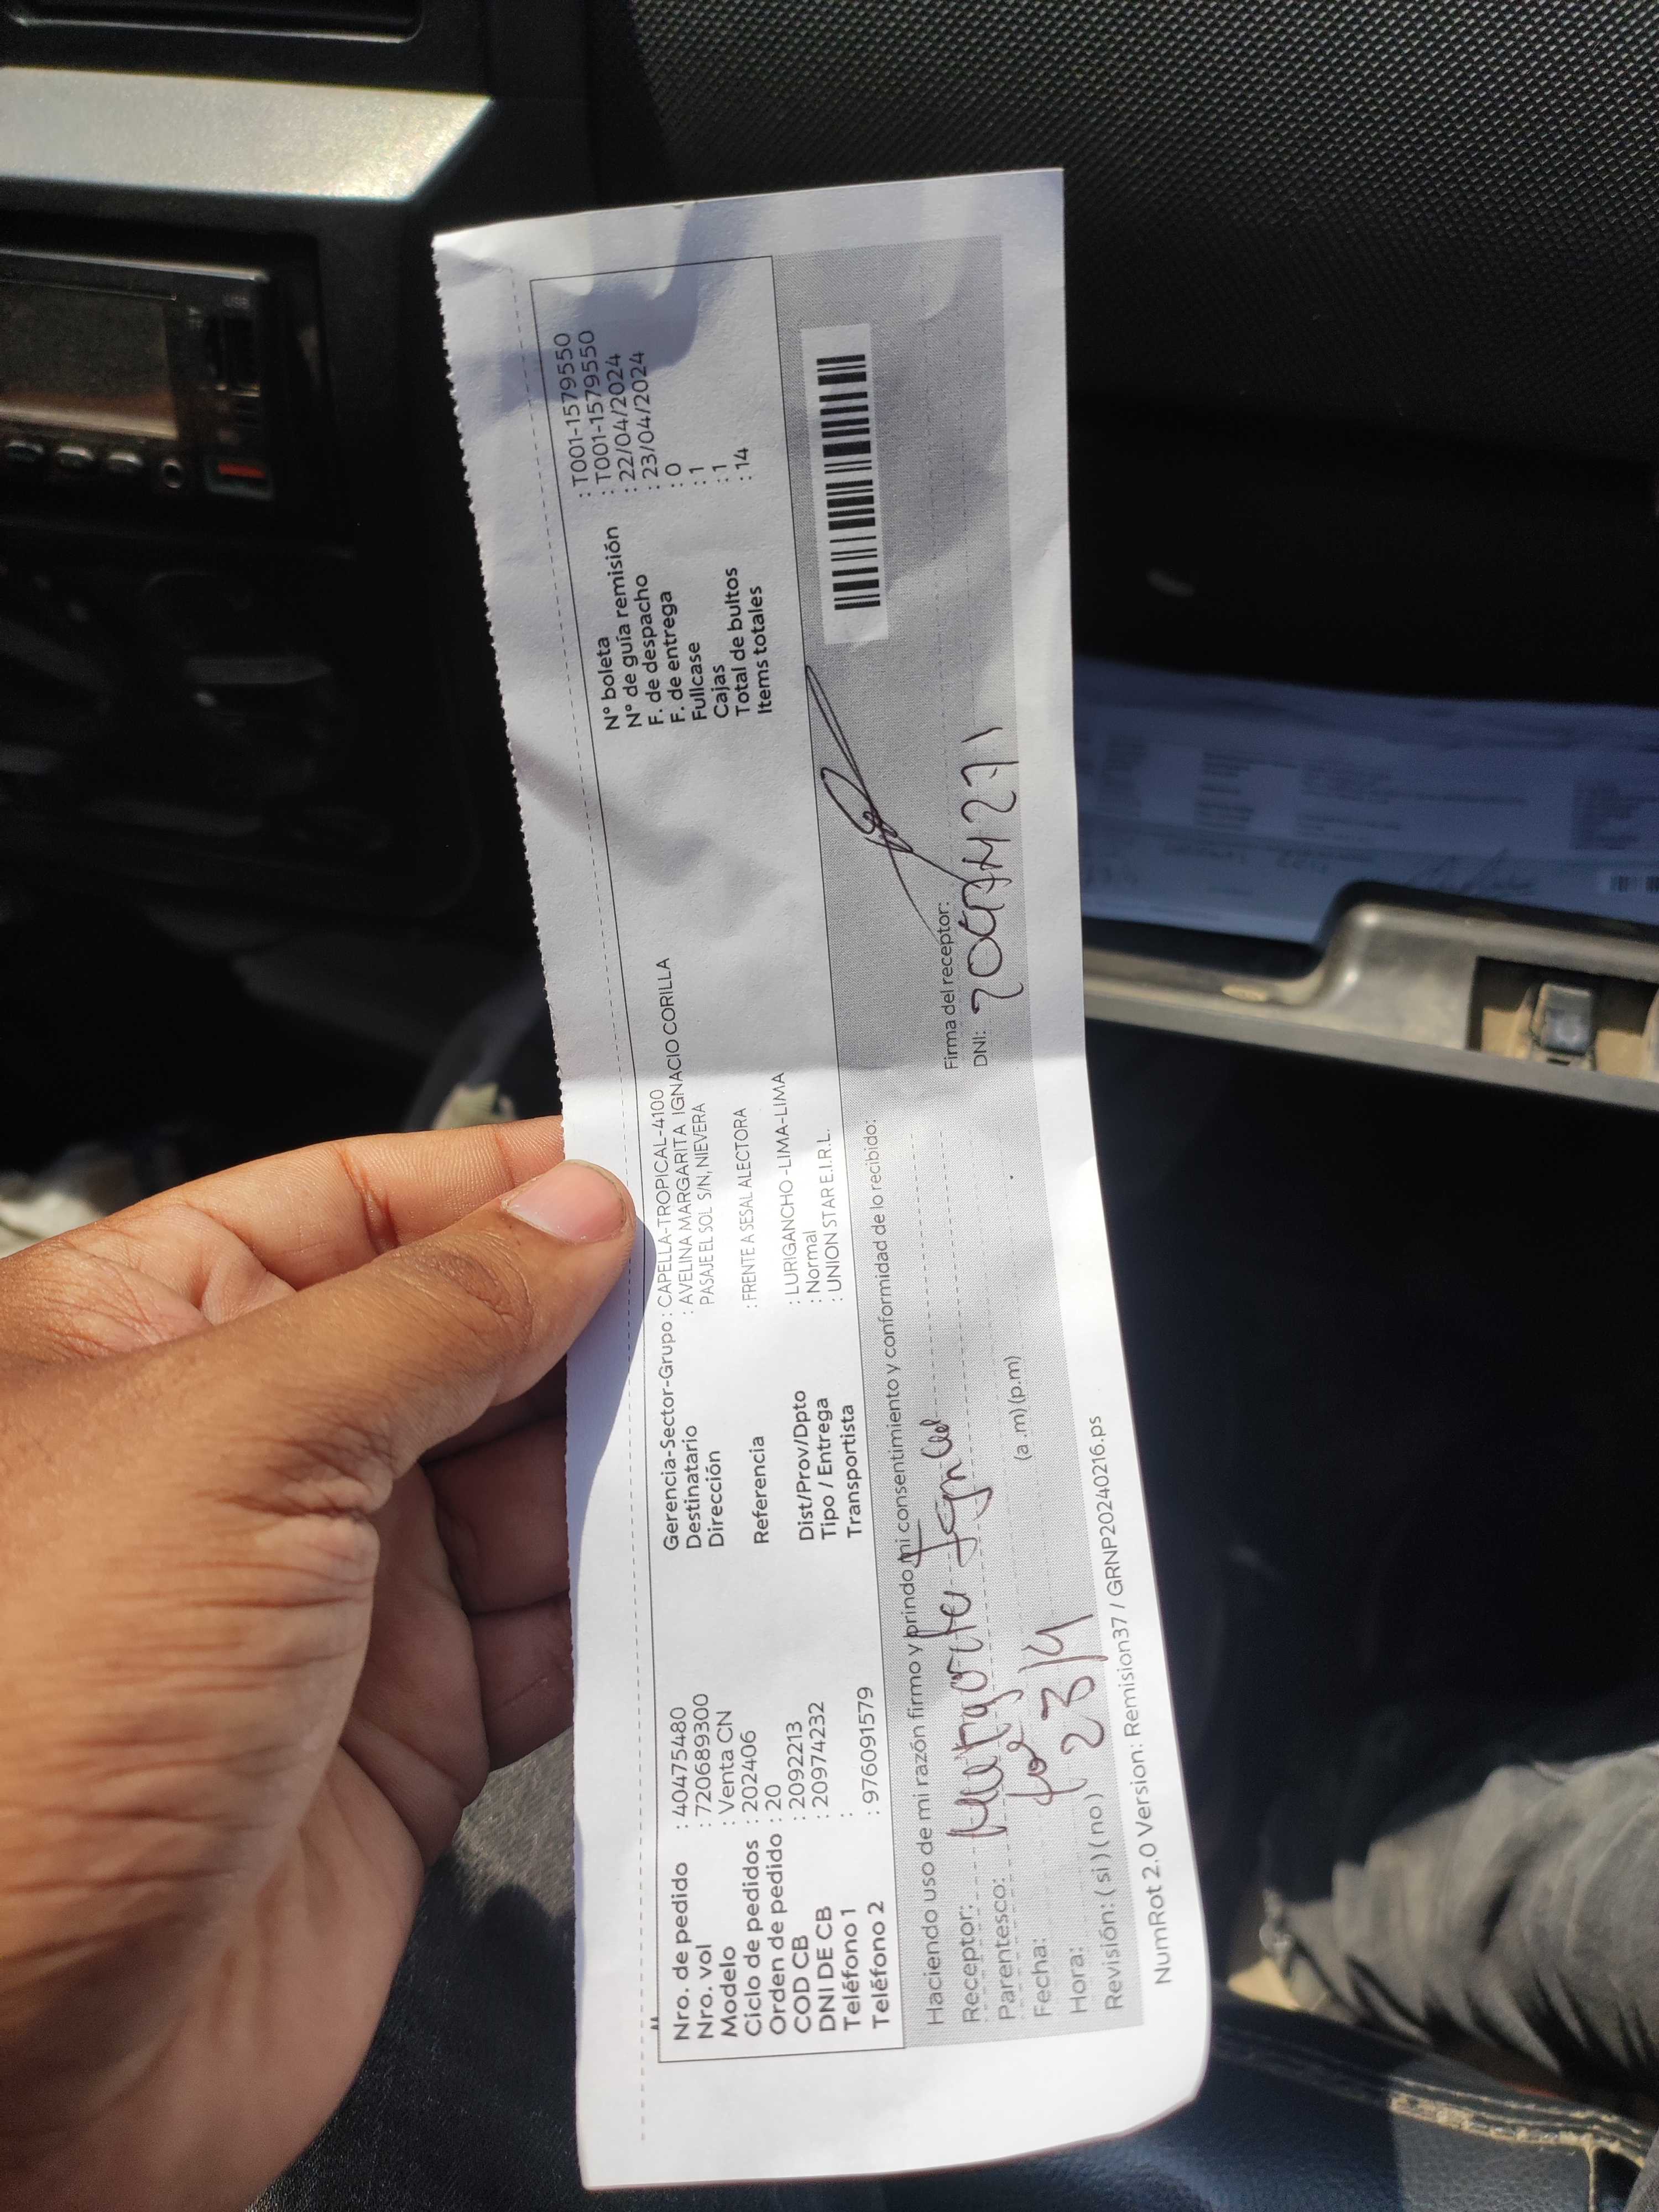 Nro. de pedido : 40475480
Nro. vol : 720689300
Modelo : Venta CN
Ciclo de pedidos : 202406
Orden de pedido : 20
COD CB : 2092213
DNI DE CB : 20974232
Teléfono 1 :
Teléfono 2 : 976091579
Gerencia-Sector-Grupo : CAPELLA-TROPICAL-4100
Destinatario : AVELINA MARGARITA IGNACIO CORILLA
Dirección PASAJE EL SOL S/N, NIEVERA
Referencia : FRENTE A SESAL ALECTORA
Dist/Prov/Dpto : LURIGANCHO -LIMA-LIMA
Tipo / Entrega : Normal
Transportista : UNION STAR E.I.R.L.
N° boleta : T001-1579550
N° de guía remisión : T001-1579550
F. de despacho : 22/04/2024
F. de entrega : 23/04/2024
Fullcase : 0
Cajas : 1
Total de bultos : 1
Items totales : 14
Haciendo uso de mi razón firmo y brindo mi consentimiento y conformidad de lo recibido:
Receptor:
Parentesco:
Fecha: 23/4
Hora: (a .m) (p.m)
Revisión: ( si ) ( no )
Firma del receptor:
DNI:
NumRot 2.0 Version: Remision37 / GRNP20240216.ps
USB